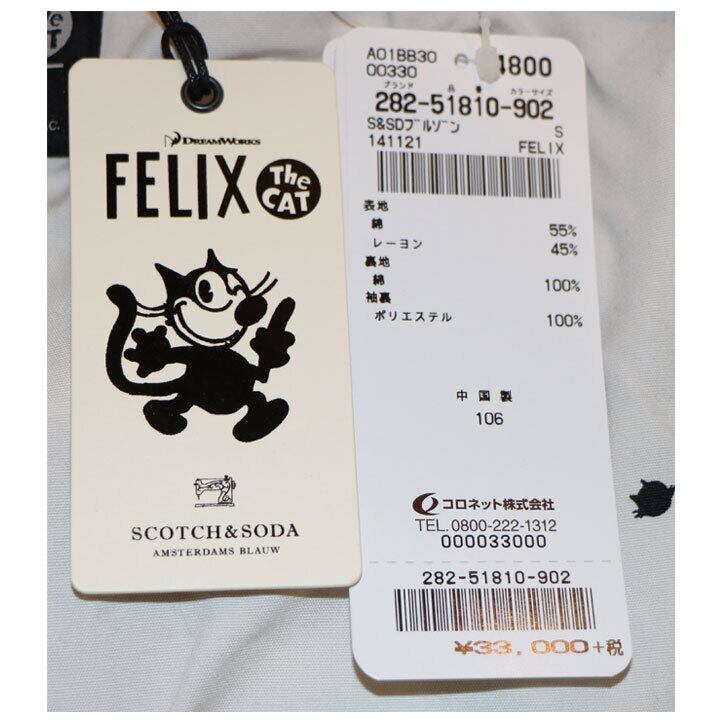 DREAMWORKS
FELIX The CAT
SCOTCH & SODA
AMSTERDAMS BLAUW
A01BB30
4800
00330
ブランド 品番 カラーサイズ
282-51810-902
S&SDブルゾン S
141121 FELIX
表地
綿 55%
レーヨン 45%
裏地
綿 100%
袖裏
ポリエステル 100%
中国製
106
コロネット株式会社
TEL. 0800-222-1312
000033000
282-51810-902
¥33,000+税